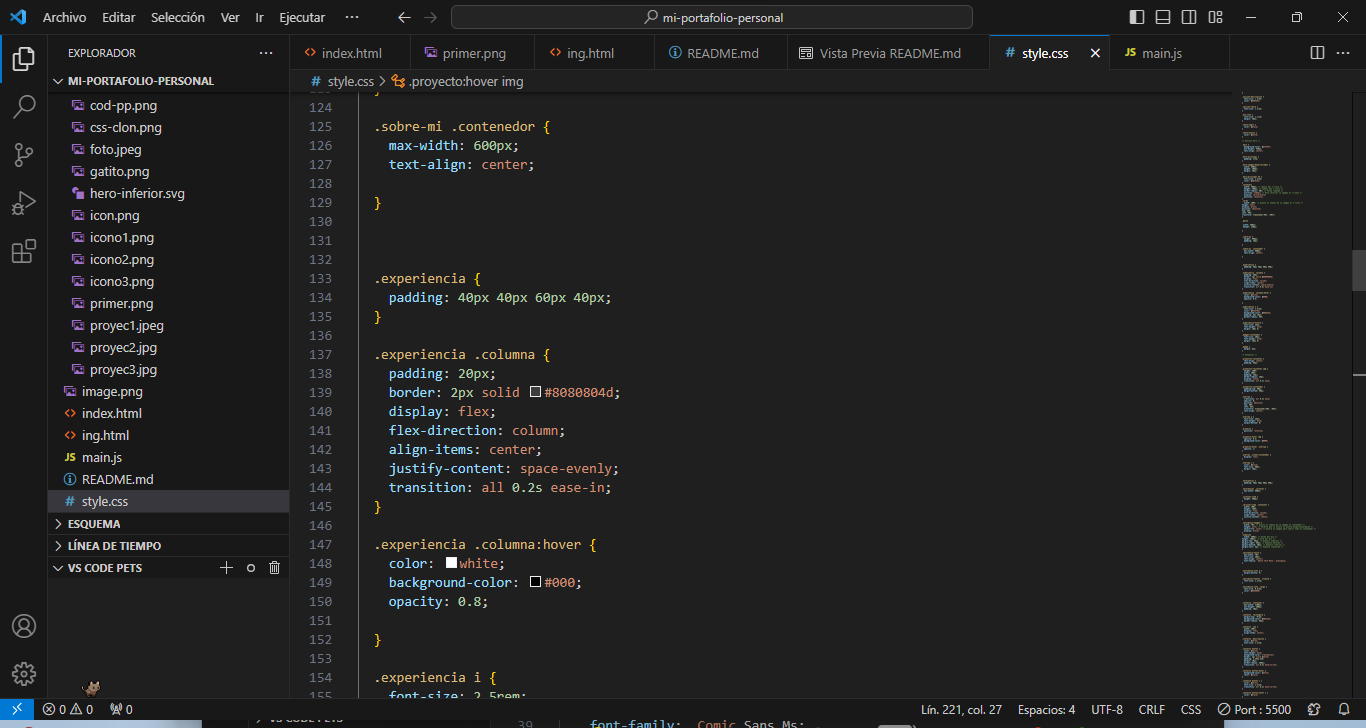 Archivo Editar Selección Ver Ir Ejecutar ···
mi-portafolio-personal
EXPLORADOR
MI-PORTAFOLIO-PERSONAL
cod-pp.png
css-clon.png
foto.jpeg
gatito.png
hero-inferior.svg
icon.png
icono1.png
icono2.png
icono3.png
primer.png
proyec1.jpeg
proyec2.jpg
proyec3.jpg
image.png
index.html
ing.html
JS main.js
README.md
# style.css
ESQUEMA
LÍNEA DE TIEMPO
VS CODE PETS
index.html primer.png ing.html README.md Vista Previa README.md # style.css JS main.js
# style.css > .proyecto:hover img
124
125 .sobre-mi .contenedor {
126 max-width: 600px;
127 text-align: center;
128
129 }
130
131
132
133 .experiencia {
134 padding: 40px 40px 60px 40px;
135 }
136
137 .experiencia .columna {
138 padding: 20px;
139 border: 2px solid #8080804d;
140 display: flex;
141 flex-direction: column;
142 align-items: center;
143 justify-content: space-evenly;
144 transition: all 0.2s ease-in;
145 }
146
147 .experiencia .columna:hover {
148 color: white;
149 background-color: #000;
150 opacity: 0.8;
151
152 }
153
154 .experiencia i {
155 font-size: 2.5rem;
0 0 0 Lín. 221, col. 27 Espacios: 4 UTF-8 CRLF CSS Port : 5500
VS CODE PETS 39 font-family: Comic Sans Ms;